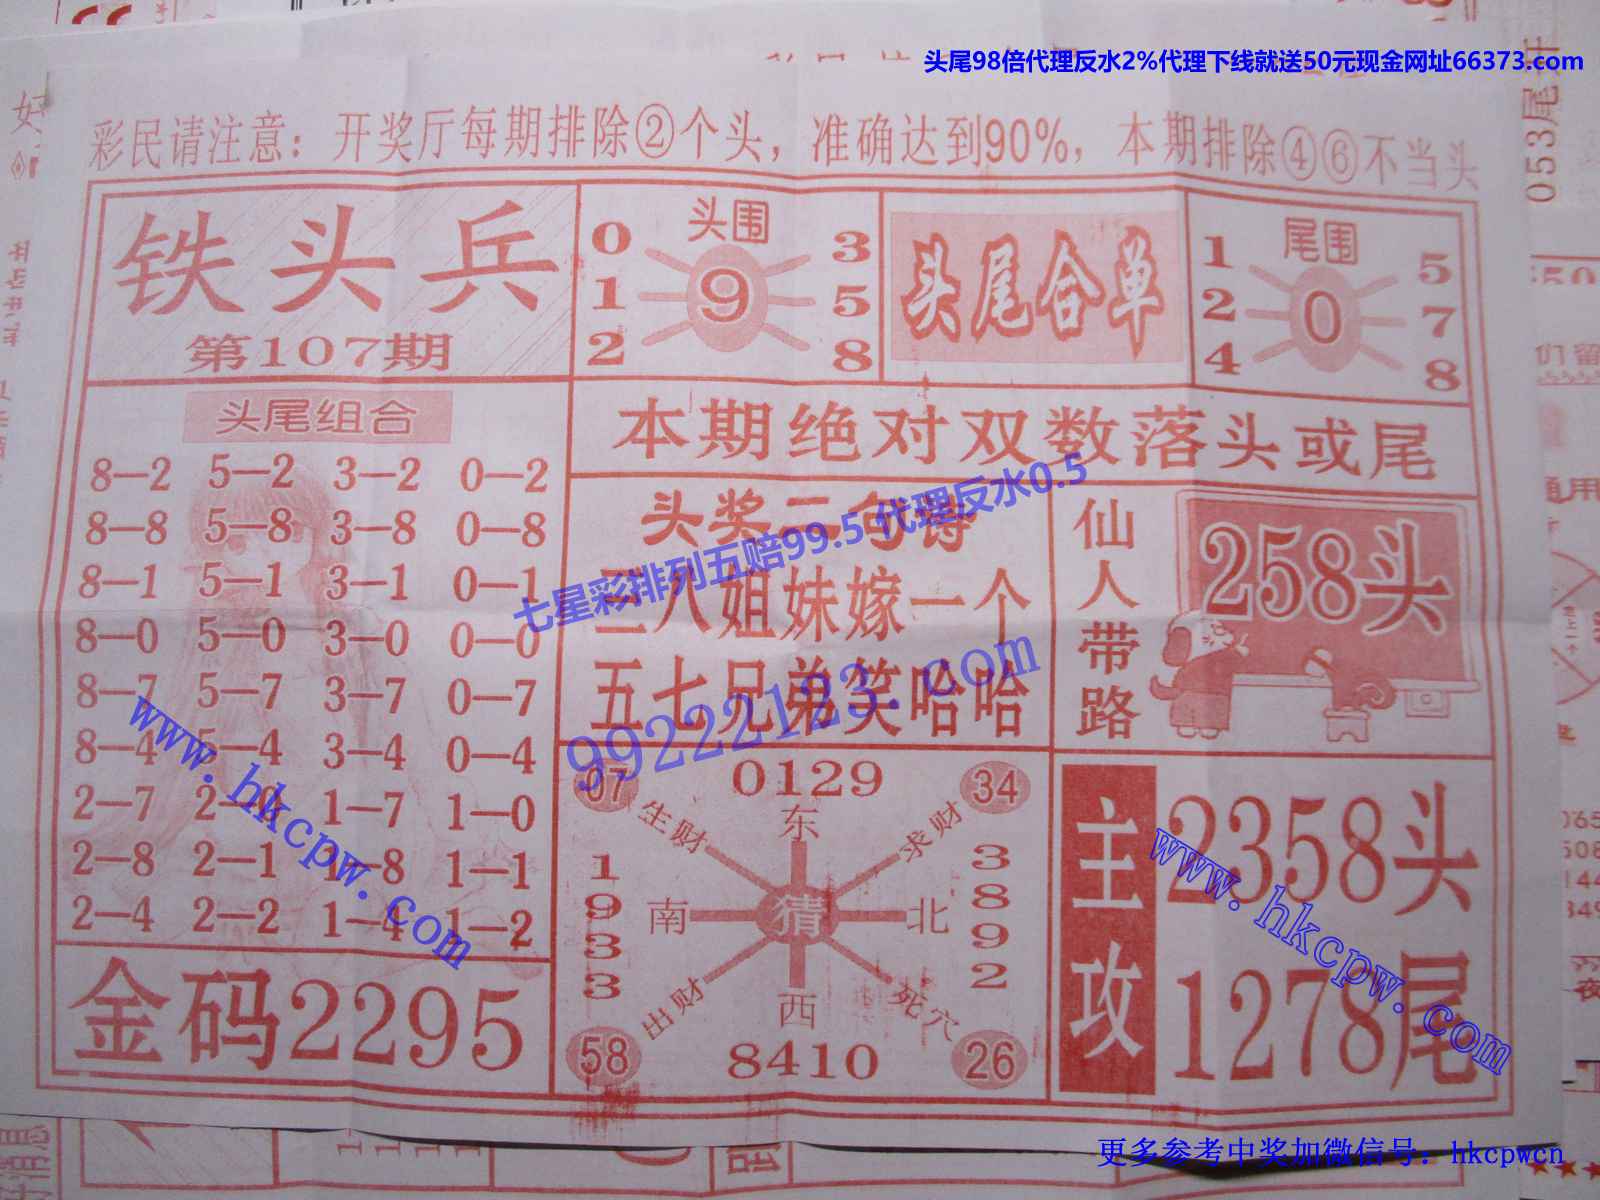 头尾98倍代理反水2%代理下线就送50元现金网址66373.com
彩民请注意：开奖厅每期排除②个头，准确达到90%，本期排除④⑥不当头
铁头兵
第107期
头围
0 3
1 9 5
2 8
头尾合单
尾围
1 5
2 0 7
4 8
头尾组合
8—2 5—2 3—2 0—2
8—8 5—8 3—8 0—8
8—1 5—1 3—1 0—1
8—0 5—0 3—0 0—0
8—7 5—7 3—7 0—7
8—4 5—4 3—4 0—4
2—7 2—0 1—7 1—0
2—8 2—1 1—8 1—1
2—4 2—2 1—4 1—2
金码2295
本期绝对双数落头或尾
头奖二句诗
三八姐妹嫁一个
五七兄弟笑哈哈
七星彩排列五赔99.5 代理反水0.5
99222123.com
仙人带路
258头
07 0129 34
生财 东 求财
1933 南 猜 北 3892
出财 西 死穴
58 8410 26
主攻
2358头
1278尾
www.hkcpw.com
www.hkcpw.com
053尾开
更多参考中奖加微信号：hkcpwcn